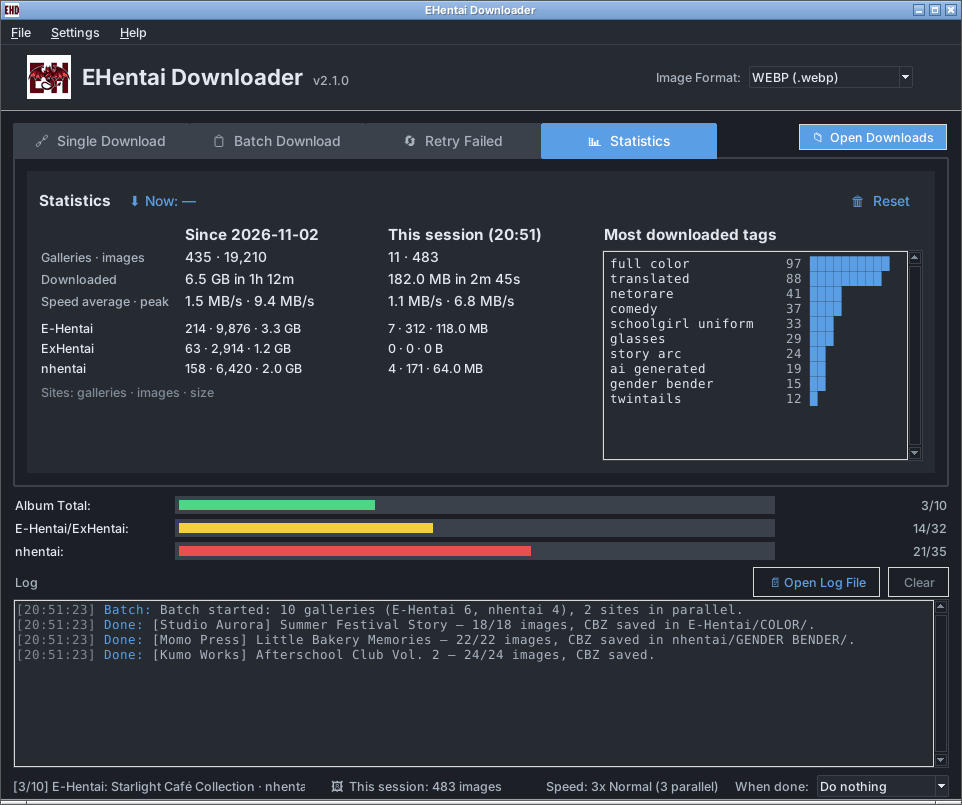 EHD EHentai Downloader
File Settings Help
EH EHentai Downloader v2.1.0 Image Format: WEBP (.webp)
Single Download Batch Download Retry Failed Statistics Open Downloads
Statistics ⬇ Now: — Reset
Since 2026-11-02 This session (20:51) Most downloaded tags
Galleries · images 435 · 19,210 11 · 483
Downloaded 6.5 GB in 1h 12m 182.0 MB in 2m 45s
Speed average · peak 1.5 MB/s · 9.4 MB/s 1.1 MB/s · 6.8 MB/s
E-Hentai 214 · 9,876 · 3.3 GB 7 · 312 · 118.0 MB
ExHentai 63 · 2,914 · 1.2 GB 0 · 0 · 0 B
nhentai 158 · 6,420 · 2.0 GB 4 · 171 · 64.0 MB
Sites: galleries · images · size
full color 97
translated 88
netorare 41
comedy 37
schoolgirl uniform 33
glasses 29
story arc 24
ai generated 19
gender bender 15
twintails 12
Album Total: 3/10
E-Hentai/ExHentai: 14/32
nhentai: 21/35
Log Open Log File Clear
[20:51:23] Batch: Batch started: 10 galleries (E-Hentai 6, nhentai 4), 2 sites in parallel.
[20:51:23] Done: [Studio Aurora] Summer Festival Story — 18/18 images, CBZ saved in E-Hentai/COLOR/.
[20:51:23] Done: [Momo Press] Little Bakery Memories — 22/22 images, CBZ saved in nhentai/GENDER BENDER/.
[20:51:23] Done: [Kumo Works] Afterschool Club Vol. 2 — 24/24 images, CBZ saved.
[3/10] E-Hentai: Starlight Café Collection · nhenta This session: 483 images Speed: 3x Normal (3 parallel) When done: Do nothing